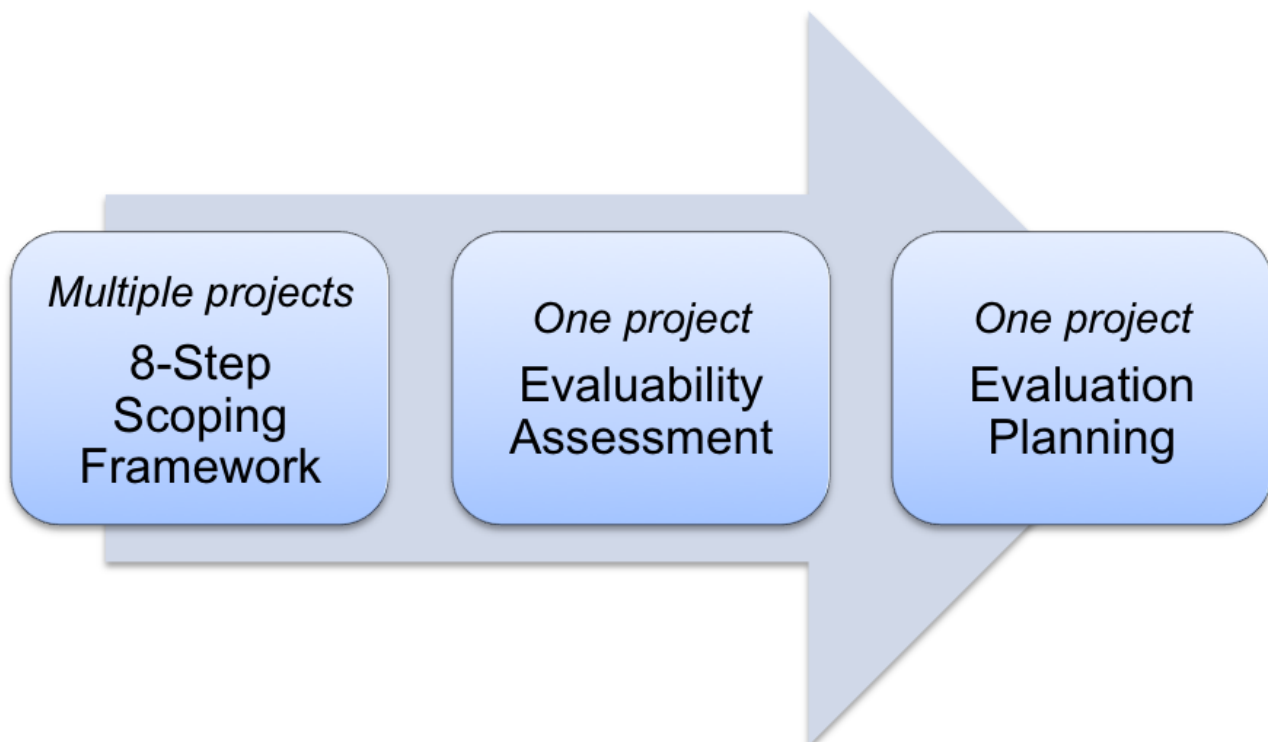 Multiple projects
8-Step
Scoping
Framework
One project
Evaluability
Assessment
One project
Evaluation
Planning